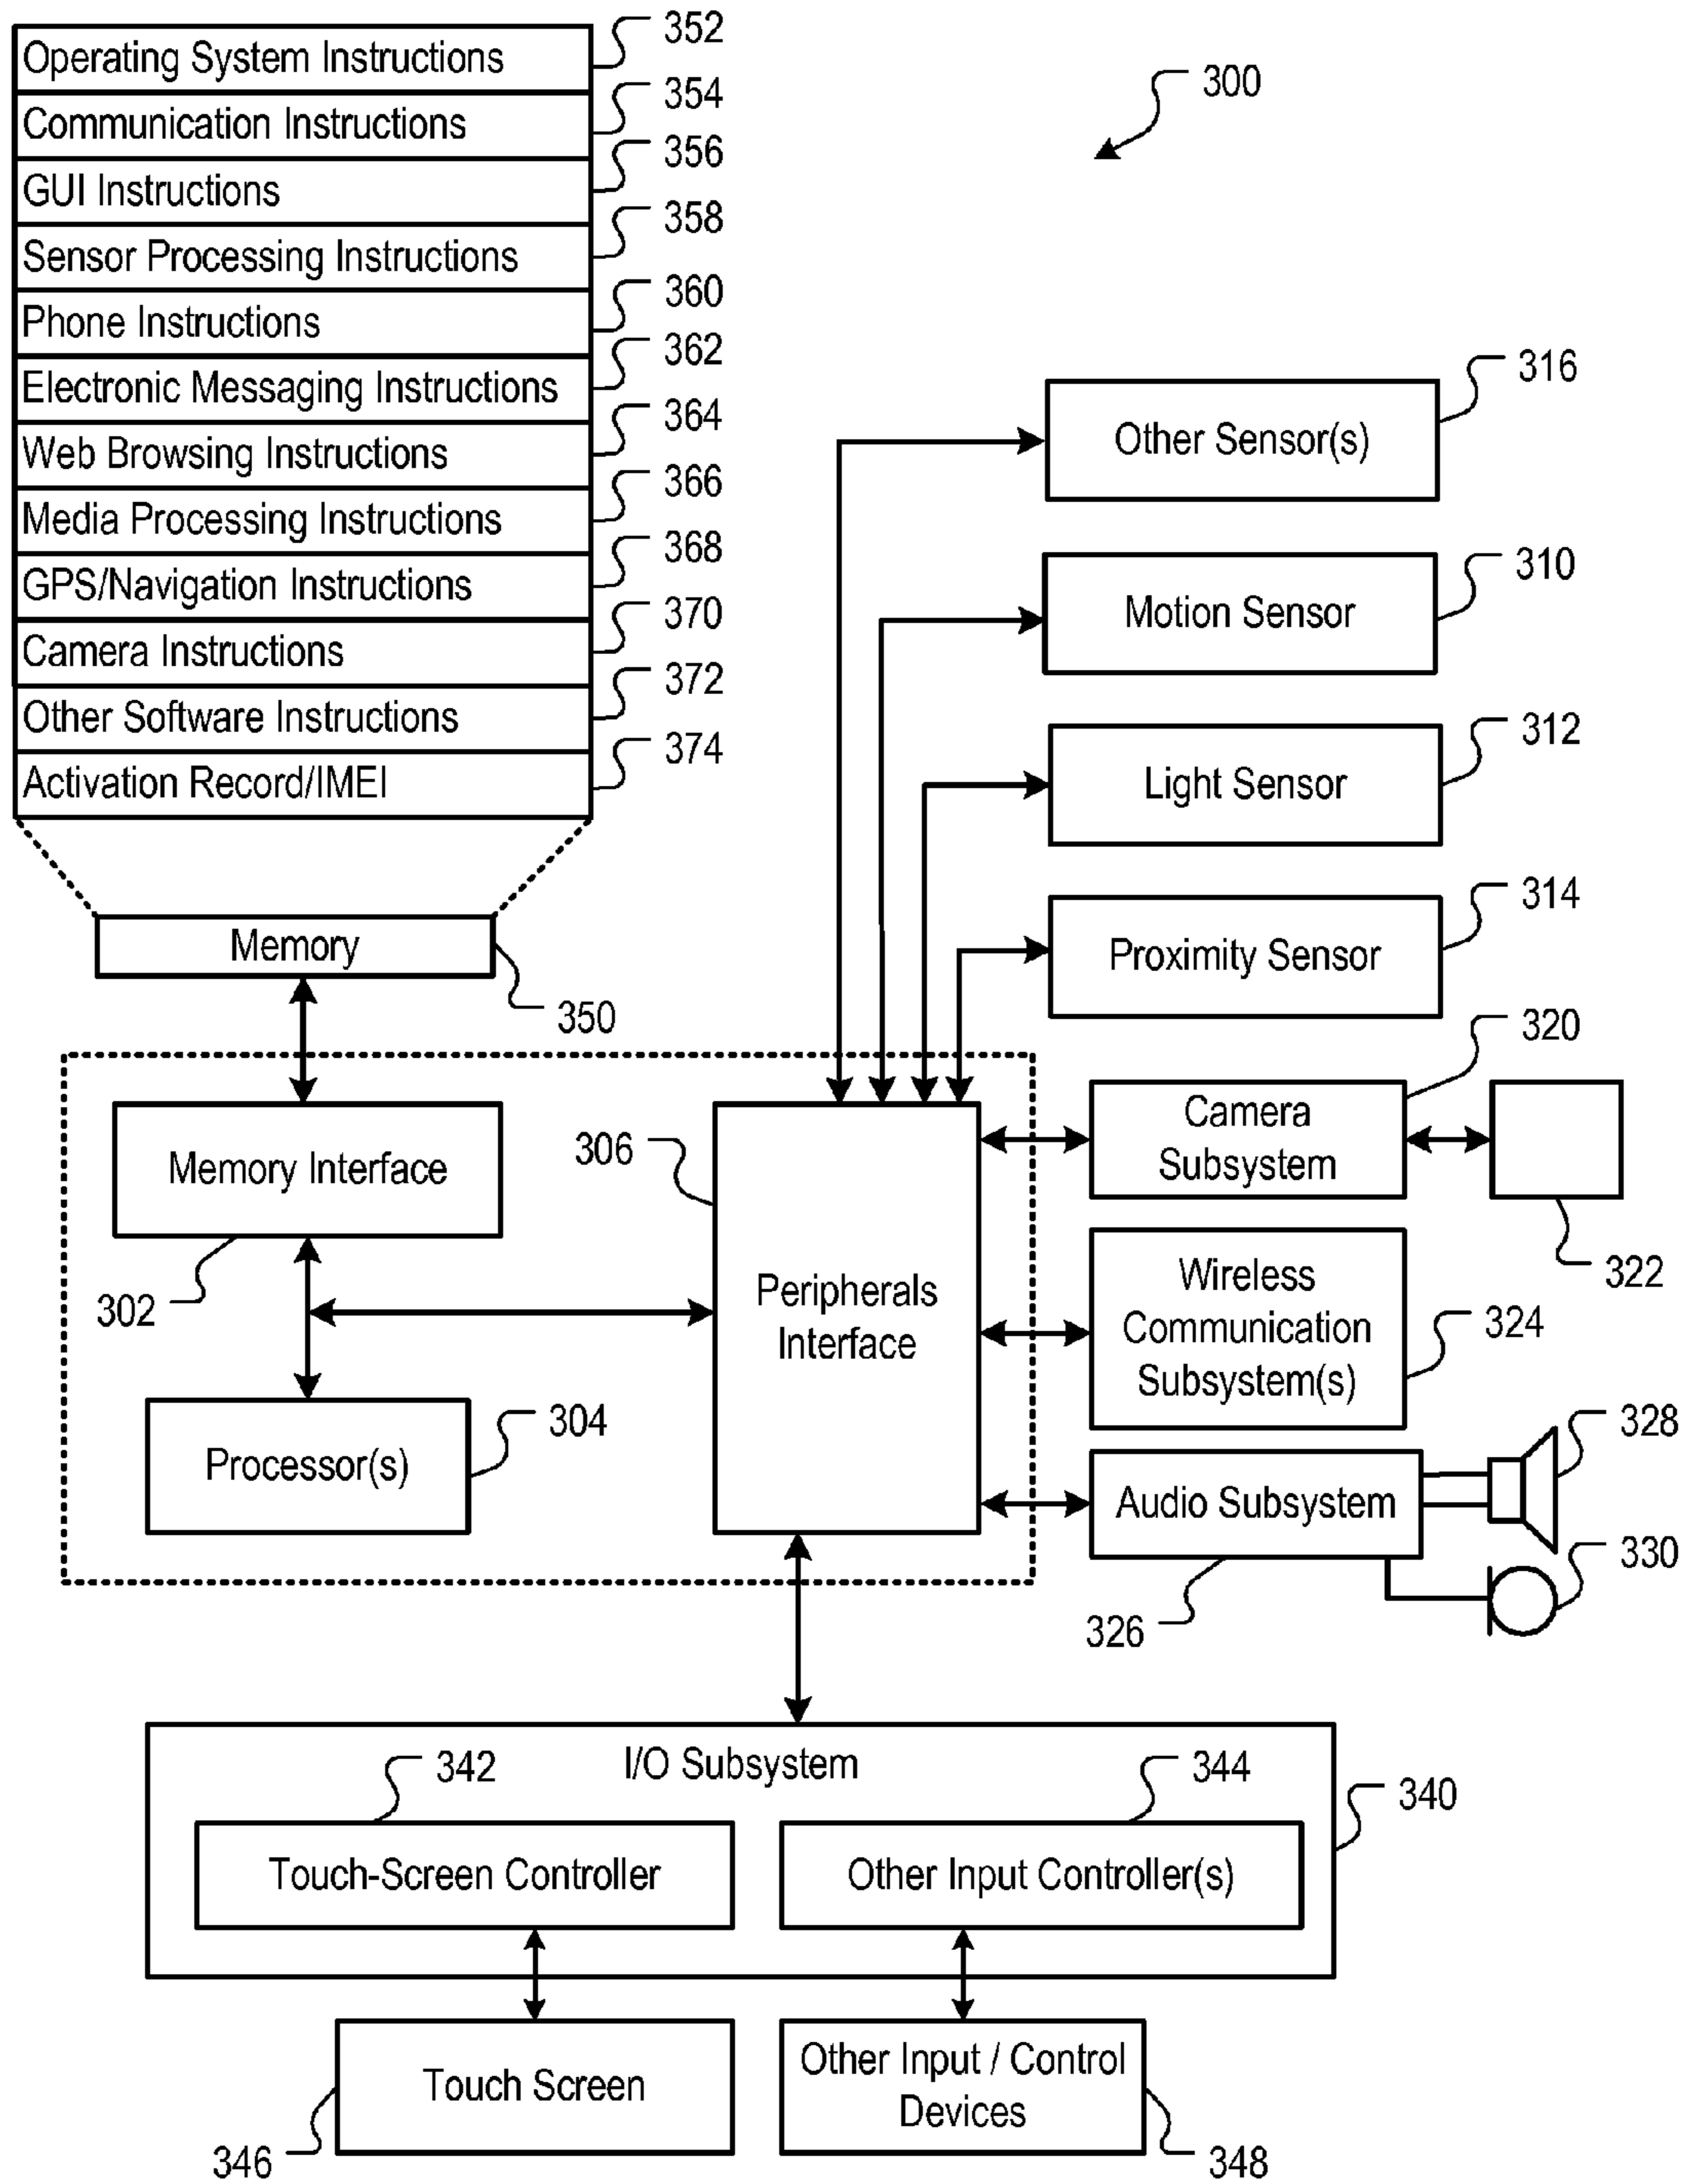 352
Operating System Instructions
300
354
Communication Instructions
356
GUI Instructions
358
Sensor Processing Instructions
360
Phone Instructions
362
Electronic Messaging Instructions
364
Web Browsing Instructions
366
Media Processing Instructions
368
GPS/Navigation Instructions
370
Camera Instructions
372
Other Software Instructions
374
Activation Record/IMEI
Memory
350
316
Other Sensor(s)
310
Motion Sensor
312
Light Sensor
314
Proximity Sensor
320
Camera
Subsystem
322
Memory Interface
302
306
Peripherals
Interface
Wireless
Communication
Subsystem(s)
324
Processor(s)
304
328
Audio Subsystem
330
326
I/O Subsystem
342
344
340
Touch-Screen Controller
Other Input Controller(s)
Touch Screen
346
Other Input / Control
Devices
348